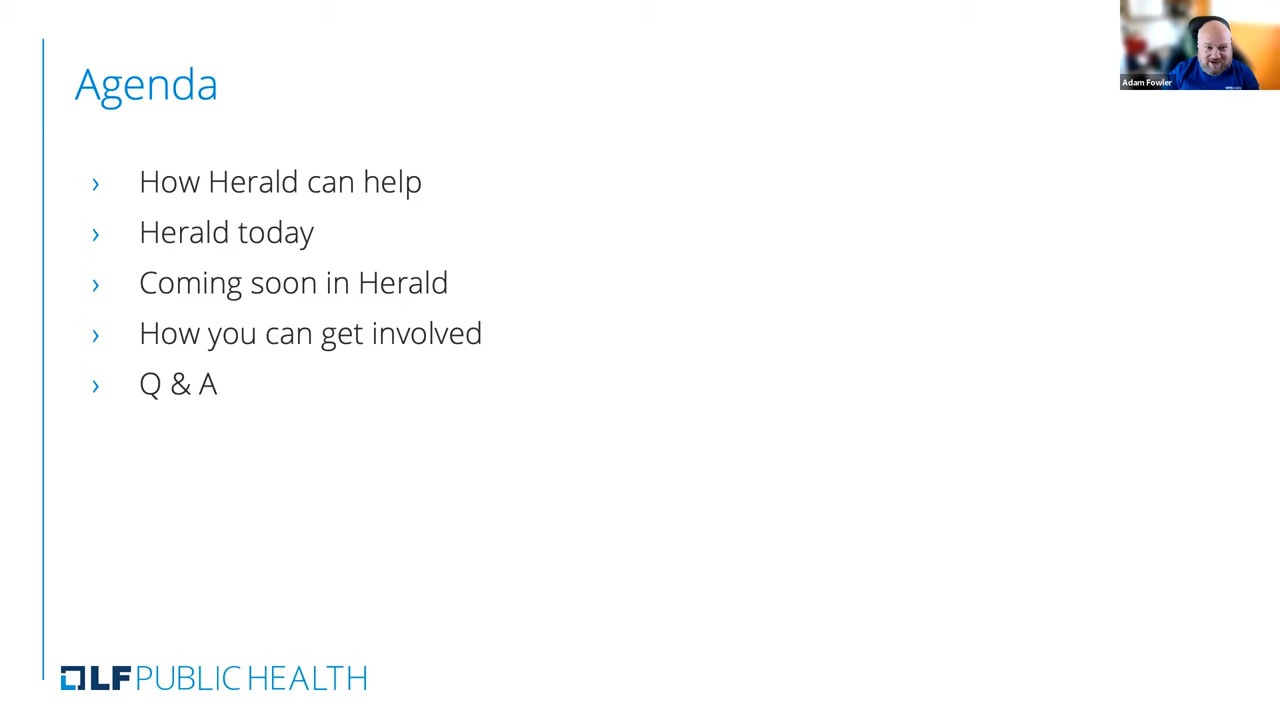 Agenda
› How Herald can help
› Herald today
› Coming soon in Herald
› How you can get involved
› Q & A
LF PUBLIC HEALTH
Adam Fowler